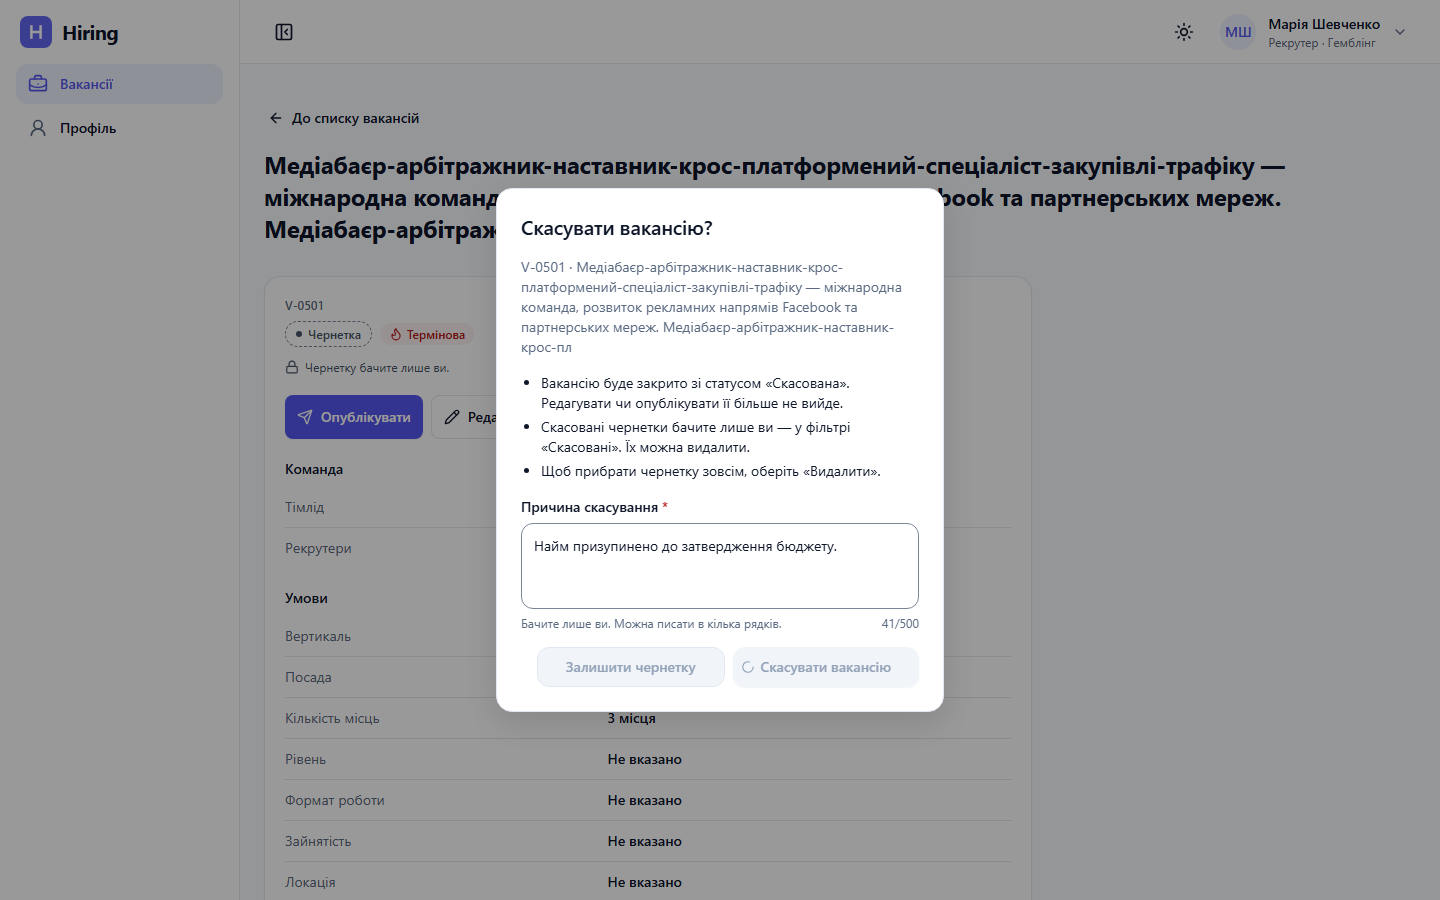 H Hiring
Вакансії
Профіль
МШ
Марія Шевченко
Рекрутер · Гемблінг
До списку вакансій
Медіабаєр-арбітражник-наставник-крос-платформений-спеціаліст-закупівлі-трафіку —
міжнародна book та партнерських мереж.
V-0501
Чернетка
Термінова
Чернетку бачите лише ви.
Опублікувати
Команда
Тімлід
Рекрутери
Умови
Вертикаль
Посада
Кількість місць
3 місця
Рівень
Не вказано
Формат роботи
Не вказано
Зайнятість
Не вказано
Локація
Не вказано
Скасувати вакансію?
V-0501 · Медіабаєр-арбітражник-наставник-крос-
платформений-спеціаліст-закупівлі-трафіку — міжнародна
команда, розвиток рекламних напрямів Facebook та
партнерських мереж. Медіабаєр-арбітражник-наставник-
крос-пл
Вакансію буде закрито зі статусом «Скасована».
Редагувати чи опублікувати її більше не вийде.
Скасовані чернетки бачите лише ви — у фільтрі
«Скасовані». Їх можна видалити.
Щоб прибрати чернетку зовсім, оберіть «Видалити».
Причина скасування *
Найм призупинено до затвердження бюджету.
Бачите лише ви. Можна писати в кілька рядків.
41/500
Залишити чернетку
Скасувати вакансію